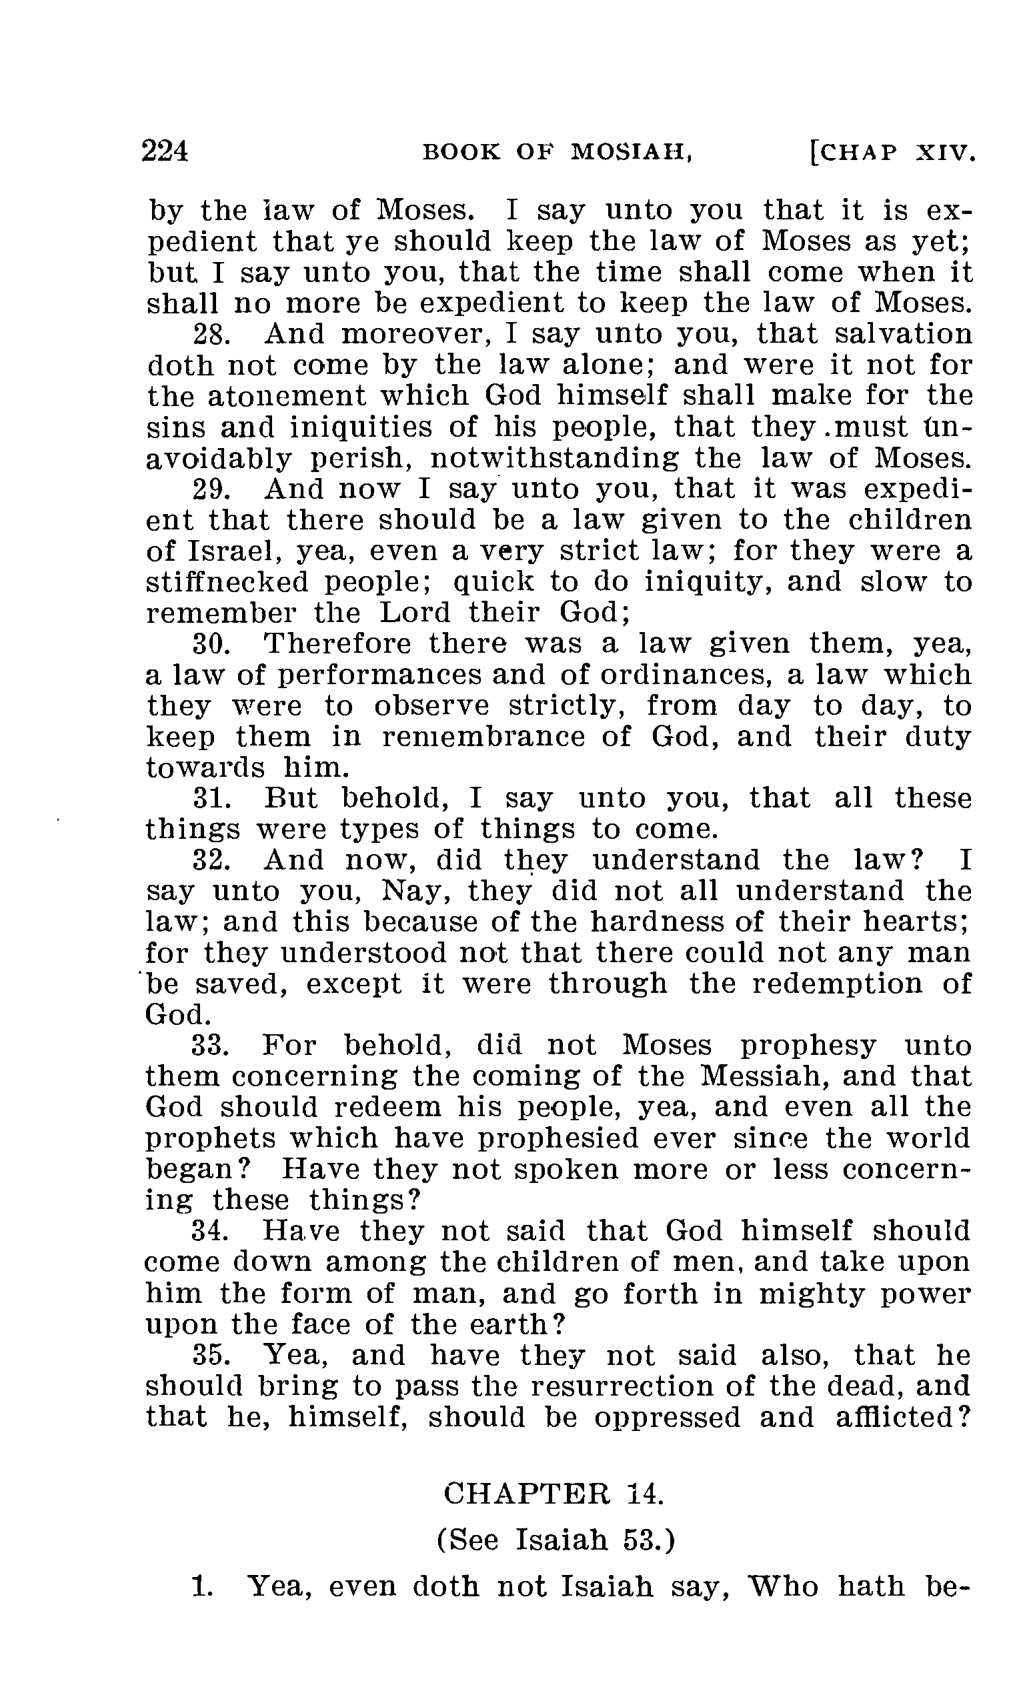 224 BOOK OF MOSIAH, [CHAP XIV.
by the law of Moses. I say unto you that it is ex-
pedient that ye should keep the law of Moses as yet;
but I say unto you, that the time shall come when it
shall no more be expedient to keep the law of Moses.
28. And moreover, I say unto you, that salvation
doth not come by the law alone; and were it not for
the atonement which God himself shall make for the
sins and iniquities of his people, that they must un-
avoidably perish, notwithstanding the law of Moses.
29. And now I say unto you, that it was expedi-
ent that there should be a law given to the children
of Israel, yea, even a very strict law; for they were a
stiffnecked people; quick to do iniquity, and slow to
remember the Lord their God;
30. Therefore there was a law given them, yea,
a law of performances and of ordinances, a law which
they were to observe strictly, from day to day, to
keep them in remembrance of God, and their duty
towards him.
31. But behold, I say unto you, that all these
things were types of things to come.
32. And now, did they understand the law? I
say unto you, Nay, they did not all understand the
law; and this because of the hardness of their hearts;
for they understood not that there could not any man
be saved, except it were through the redemption of
God.
33. For behold, did not Moses prophesy unto
them concerning the coming of the Messiah, and that
God should redeem his people, yea, and even all the
prophets which have prophesied ever since the world
began? Have they not spoken more or less concern-
ing these things?
34. Have they not said that God himself should
come down among the children of men, and take upon
him the form of man, and go forth in mighty power
upon the face of the earth?
35. Yea, and have they not said also, that he
should bring to pass the resurrection of the dead, and
that he, himself, should be oppressed and afflicted?
CHAPTER 14.
(See Isaiah 53.)
1. Yea, even doth not Isaiah say, Who hath be-